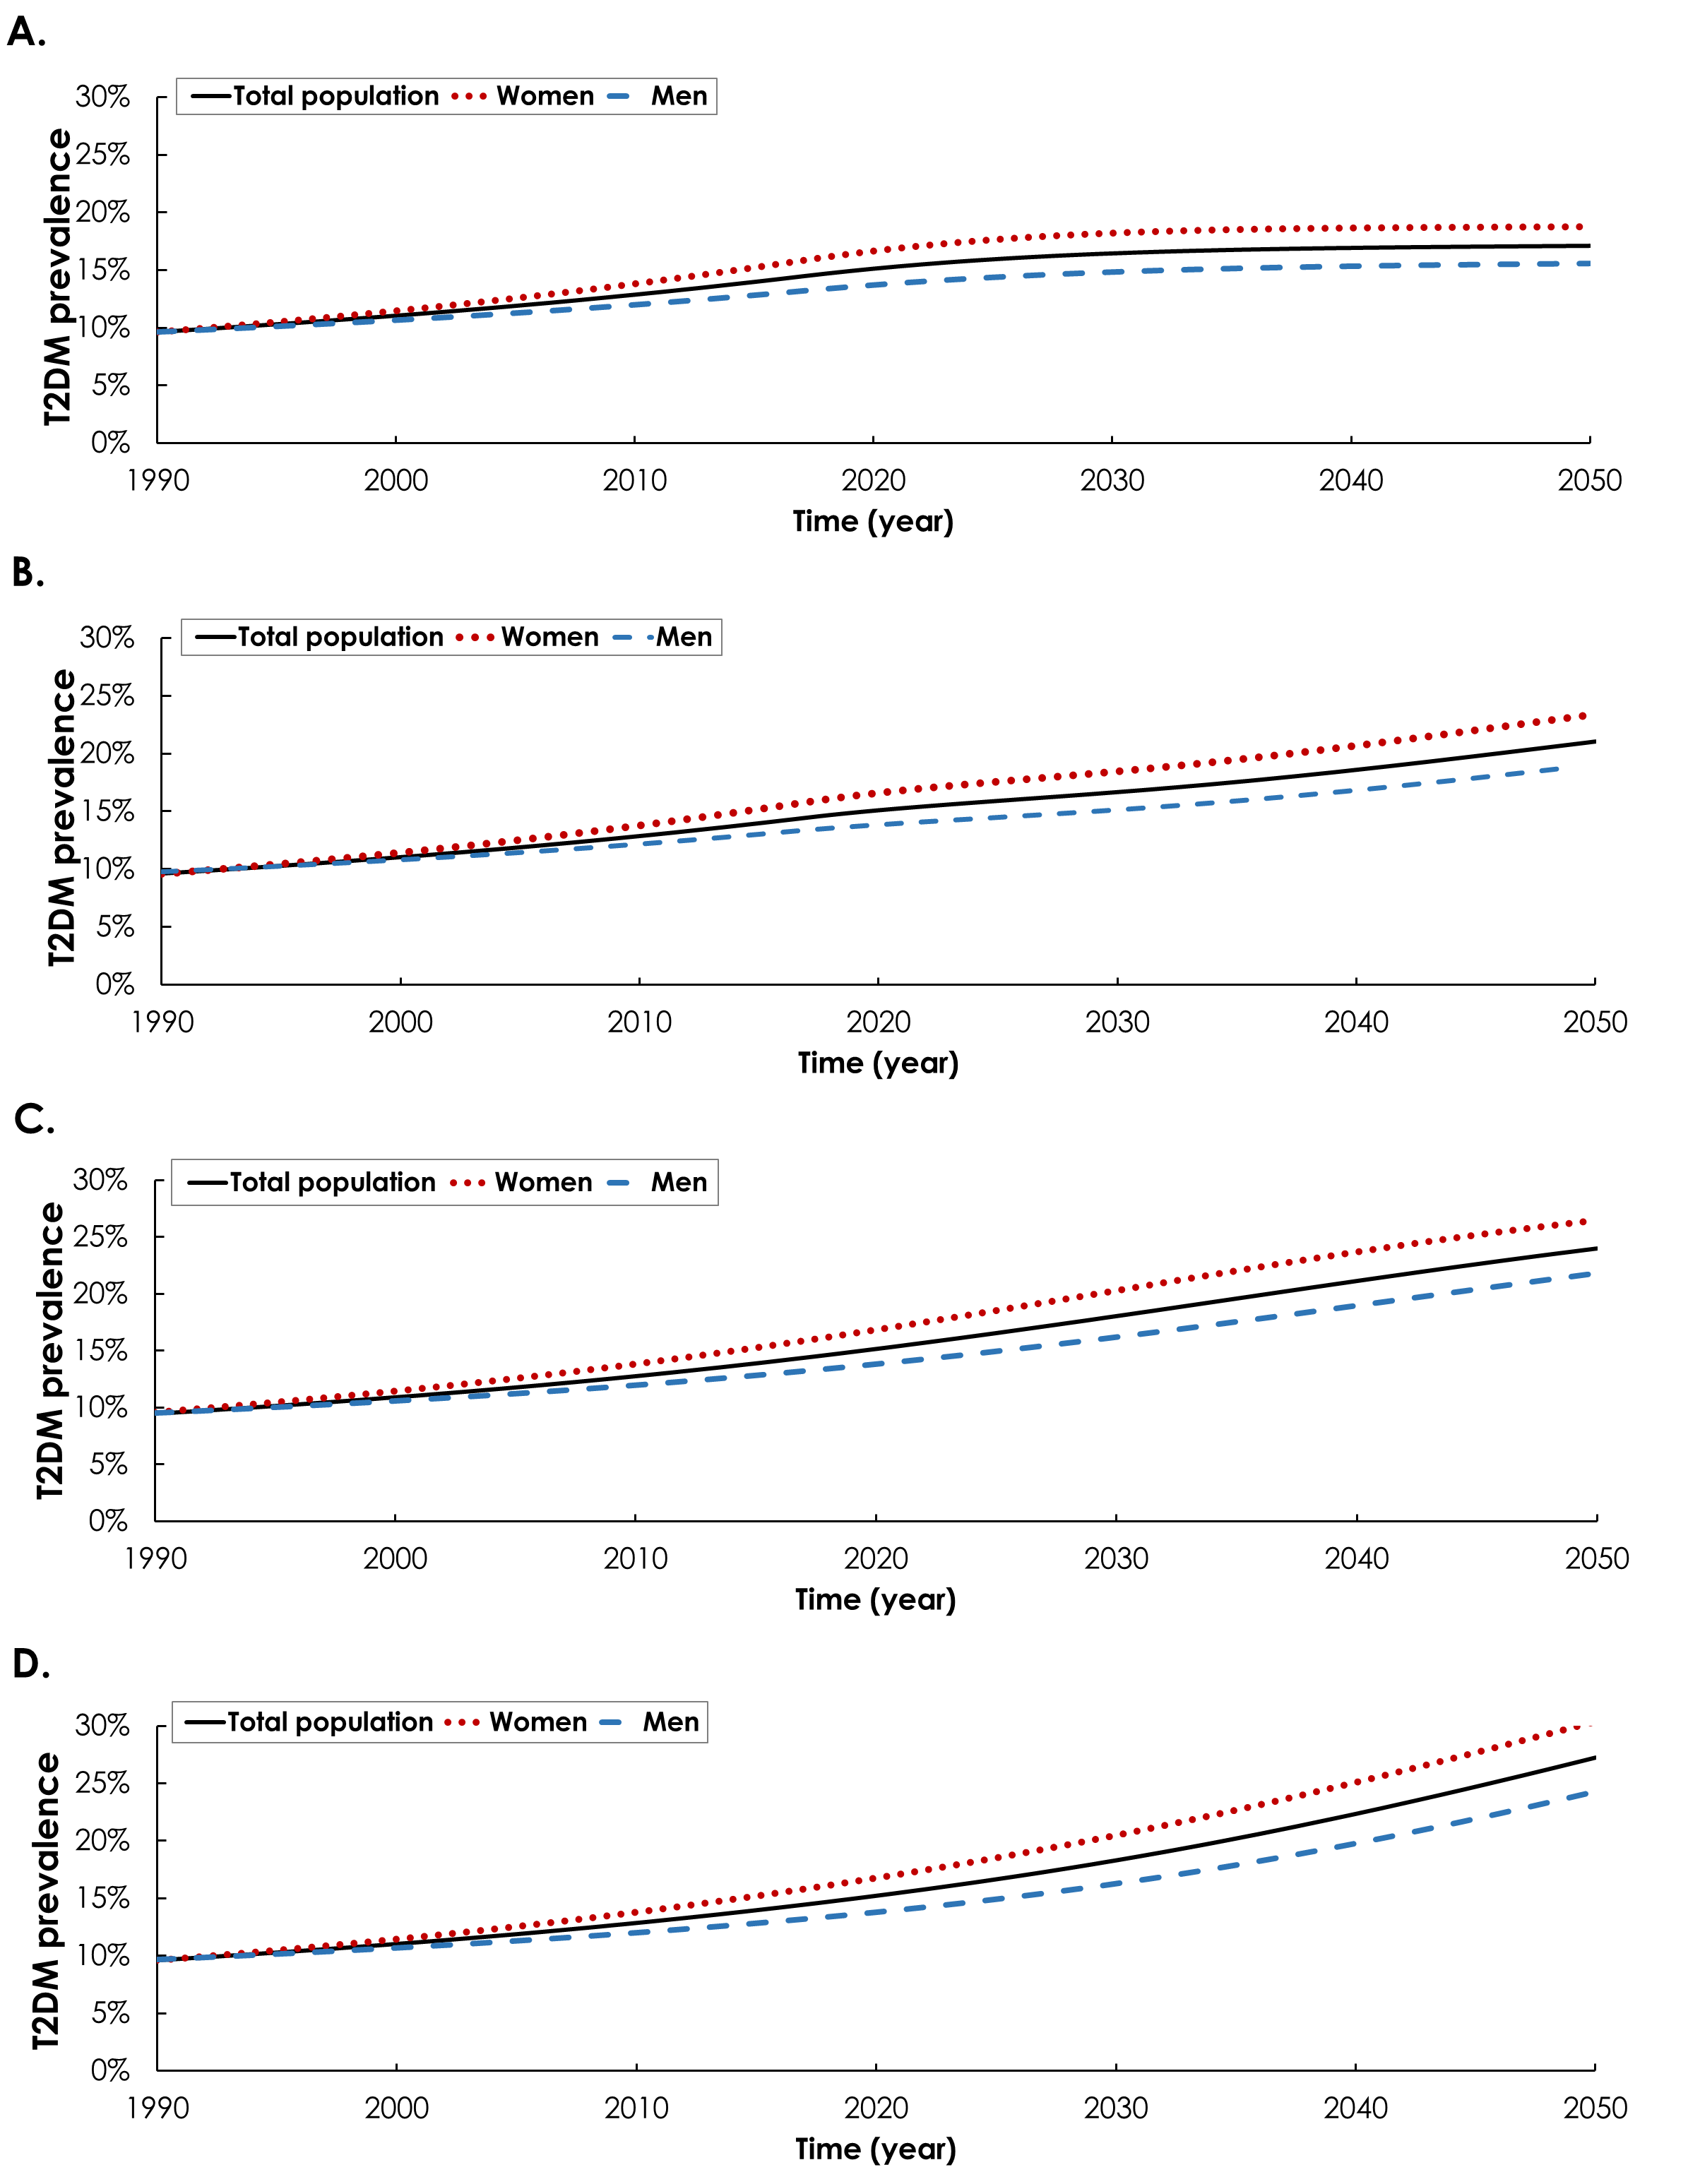 A.
Total population Women Men
30%
25%
20%
15%
10%
5%
0%
T2DM prevalence
1990 2000 2010 2020 2030 2040 2050
Time (year)
B.
Total population Women Men
30%
25%
20%
15%
10%
5%
0%
T2DM prevalence
1990 2000 2010 2020 2030 2040 2050
Time (year)
C.
Total population Women Men
30%
25%
20%
15%
10%
5%
0%
T2DM prevalence
1990 2000 2010 2020 2030 2040 2050
Time (year)
D.
Total population Women Men
30%
25%
20%
15%
10%
5%
0%
T2DM prevalence
1990 2000 2010 2020 2030 2040 2050
Time (year)